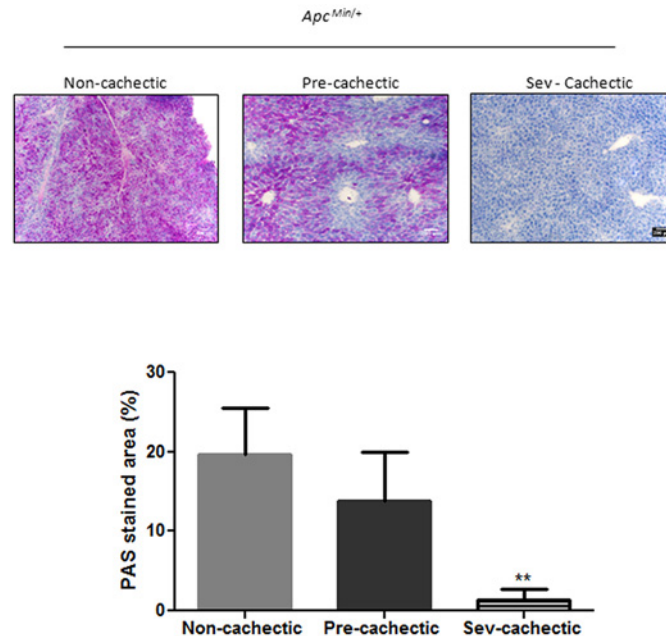 Apc Min/+
Non-cachectic Pre-cachectic Sev - Cachectic
PAS stained area (%)
30
20
10
0
**
Non-cachectic Pre-cachectic Sev-cachectic